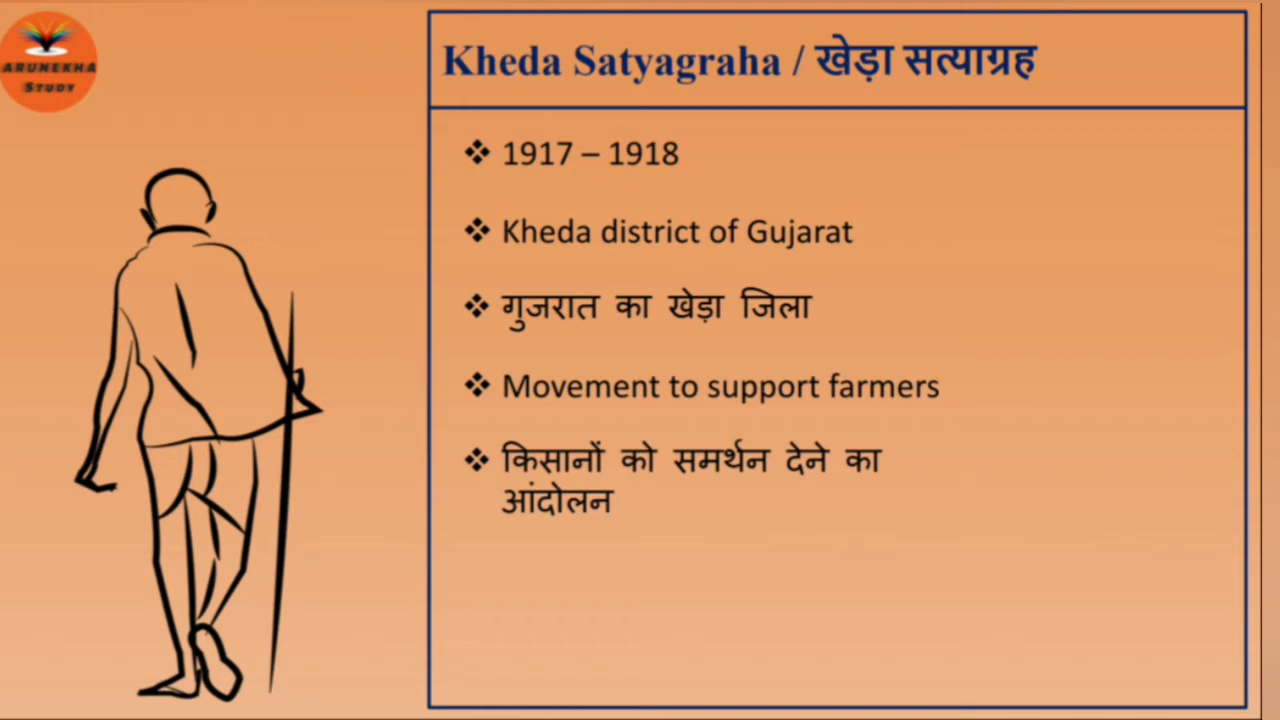 ARUNEKHA
STUDY
Kheda Satyagraha / खेड़ा सत्याग्रह
❖ 1917 – 1918
❖ Kheda district of Gujarat
❖ गुजरात का खेड़ा जिला
❖ Movement to support farmers
❖ किसानों को समर्थन देने का
आंदोलन